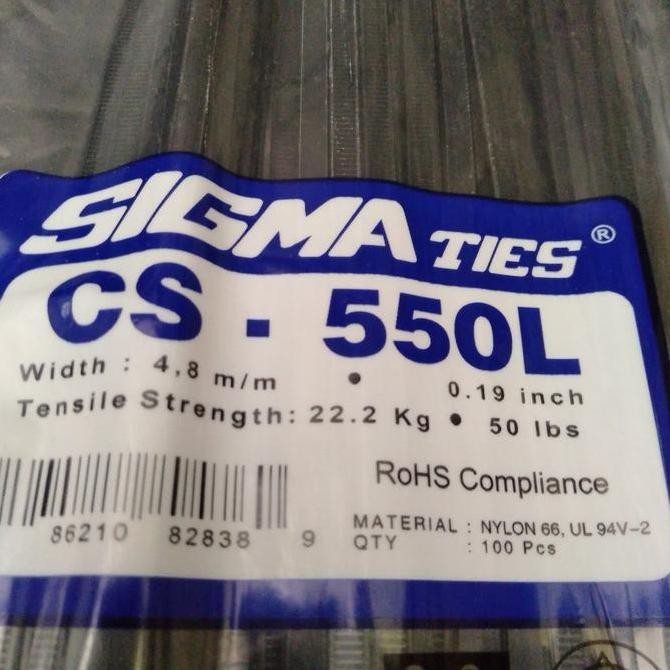 SIGMA TIES ®
CS - 550L
Width : 4,8 m/m • 0.19 inch
Tensile Strength: 22.2 Kg • 50 lbs
RoHS Compliance
86210 82838 9
MATERIAL : NYLON 66, UL 94V-2
QTY : 100 Pcs